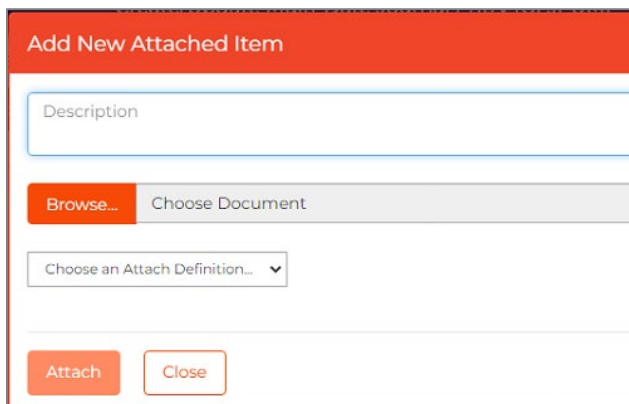 Add New Attached Item
Description
Browse... Choose Document
Choose an Attach Definition...
Attach Close